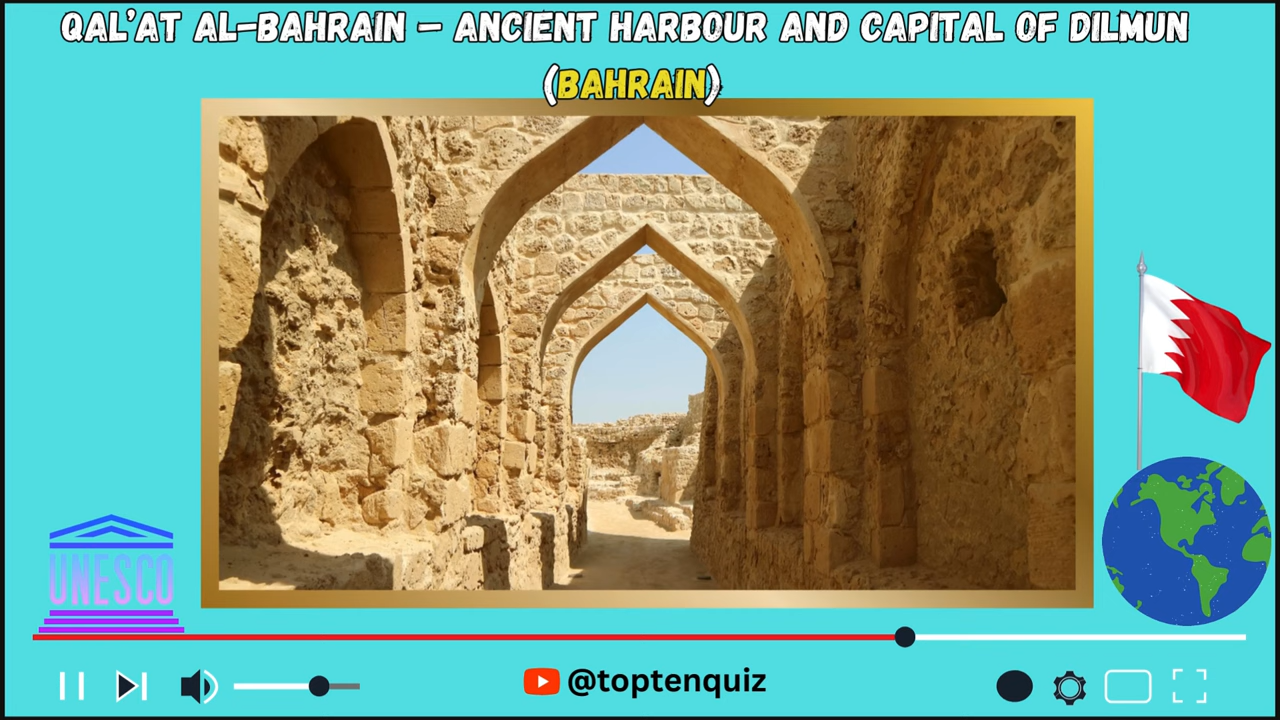 QAL'AT AL-BAHRAIN – ANCIENT HARBOUR AND CAPITAL OF DILMUN
(BAHRAIN)
UNESCO
@toptenquiz